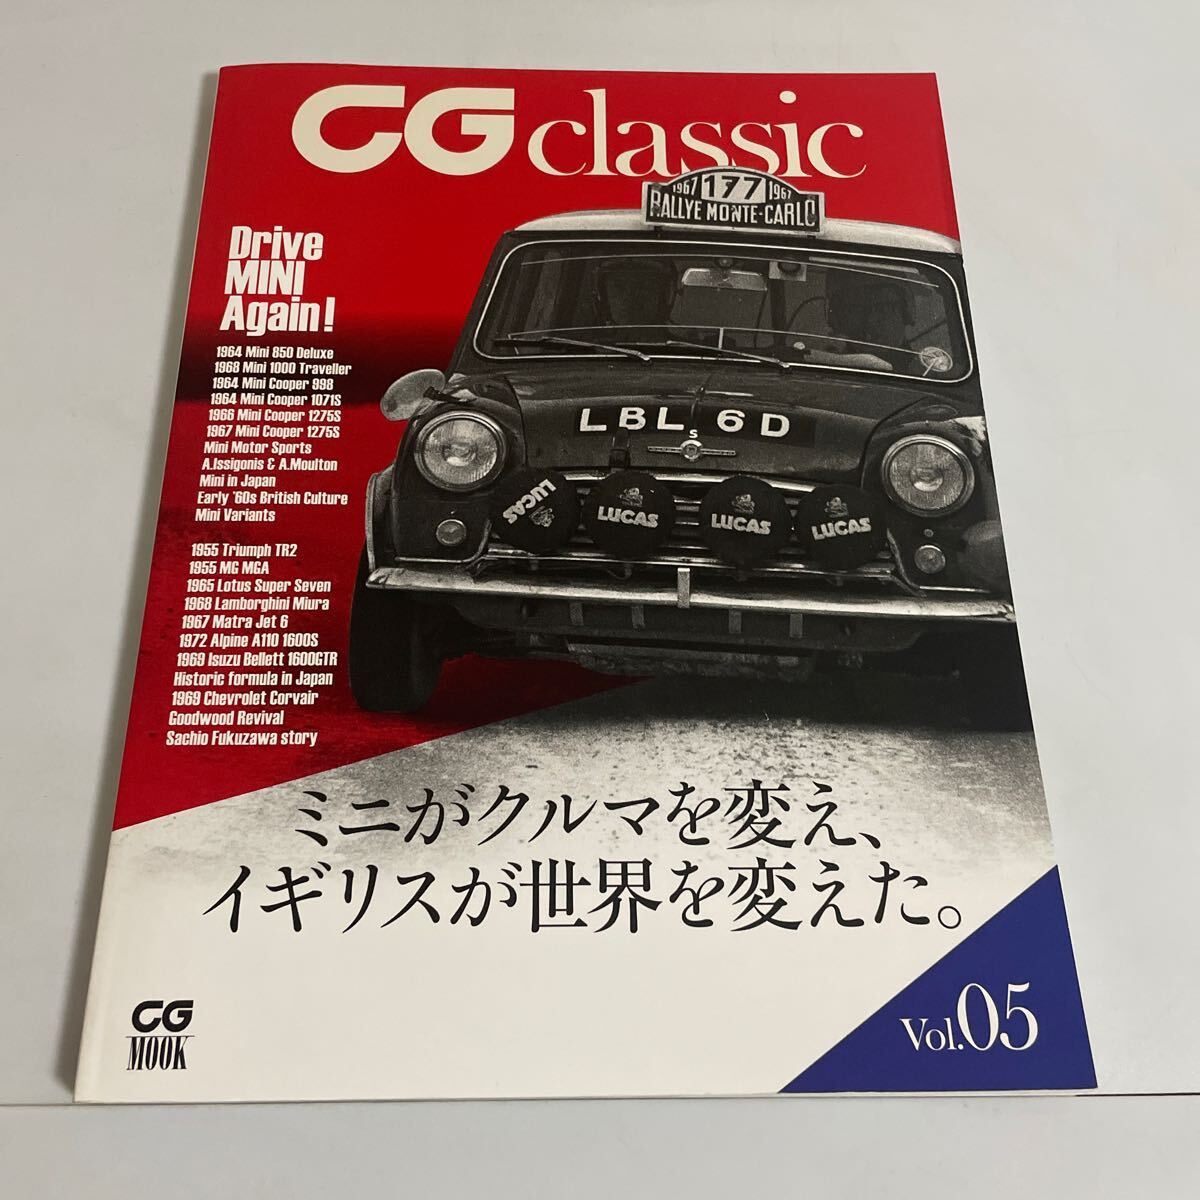 CG classic
1967 177 1967
RALLYE MONTE-CARLO
Drive
MINI
Again!
1964 Mini 850 Deluxe
1968 Mini 1000 Traveller
1964 Mini Cooper 998
1964 Mini Cooper 1071S
1966 Mini Cooper 1275S
1967 Mini Cooper 1275S
Mini Motor Sports
A.Issigonis & A.Moulton
Mini in Japan
Early '60s British Culture
Mini Variants
LBL 6D
S
LUCAS
LUCAS
LUCAS
LUCAS
1955 Triumph TR2
1955 MG MGA
1965 Lotus Super Seven
1968 Lamborghini Miura
1967 Matra Jet 6
1972 Alpine A110 1600S
1969 Isuzu Bellett 1600GTR
Historic formula in Japan
1969 Chevrolet Corvair
Goodwood Revival
Sachio Fukuzawa story
ミニがクルマを変え、
イギリスが世界を変えた。
CG
MOOK
Vol.05